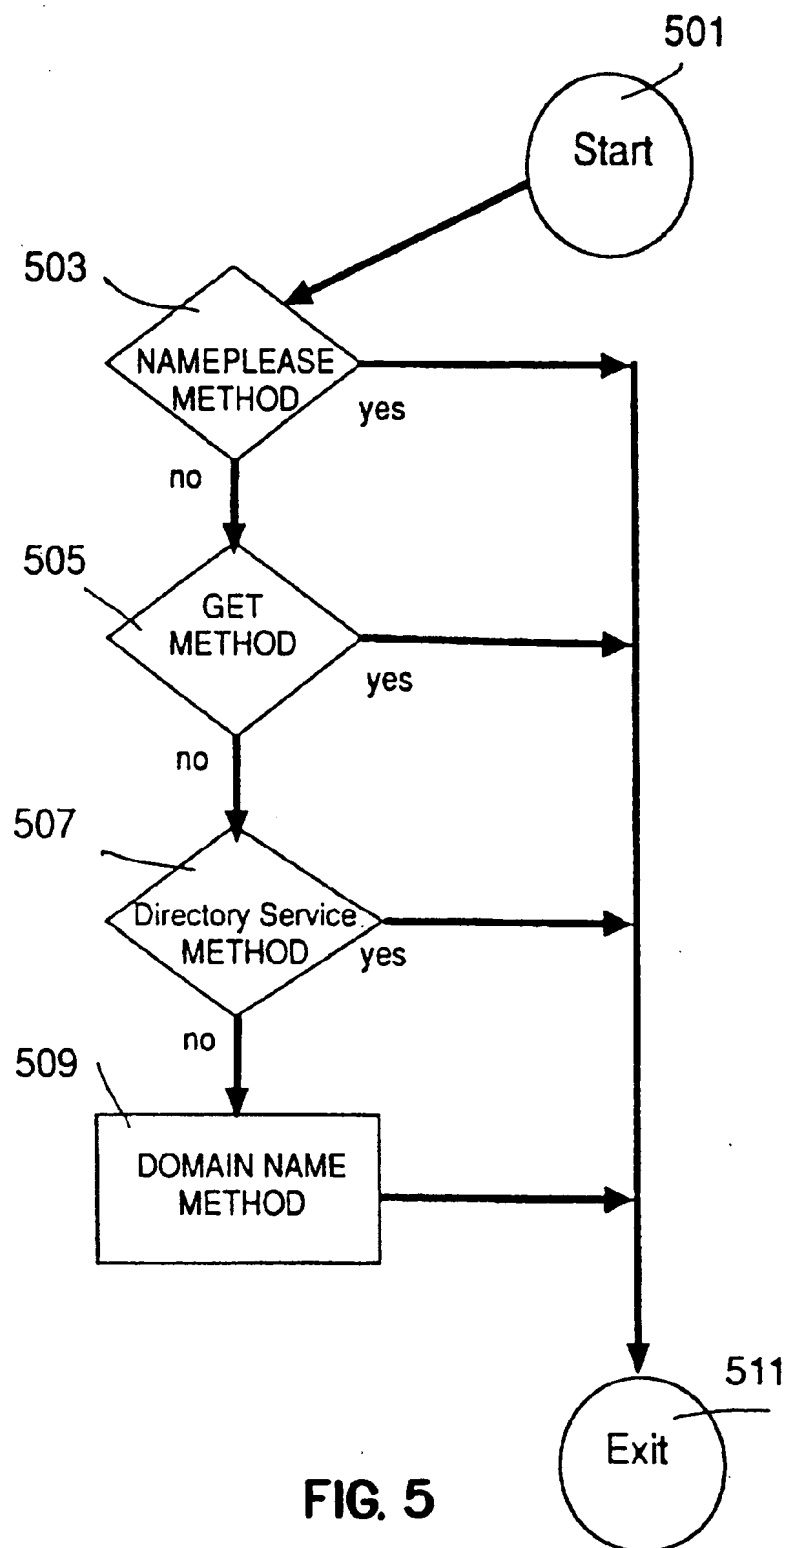 501
Start
503
NAMEPLEASE
METHOD
yes
no
505
GET
METHOD
yes
no
507
Directory Service
METHOD
yes
no
509
DOMAIN NAME
METHOD
511
Exit
FIG. 5